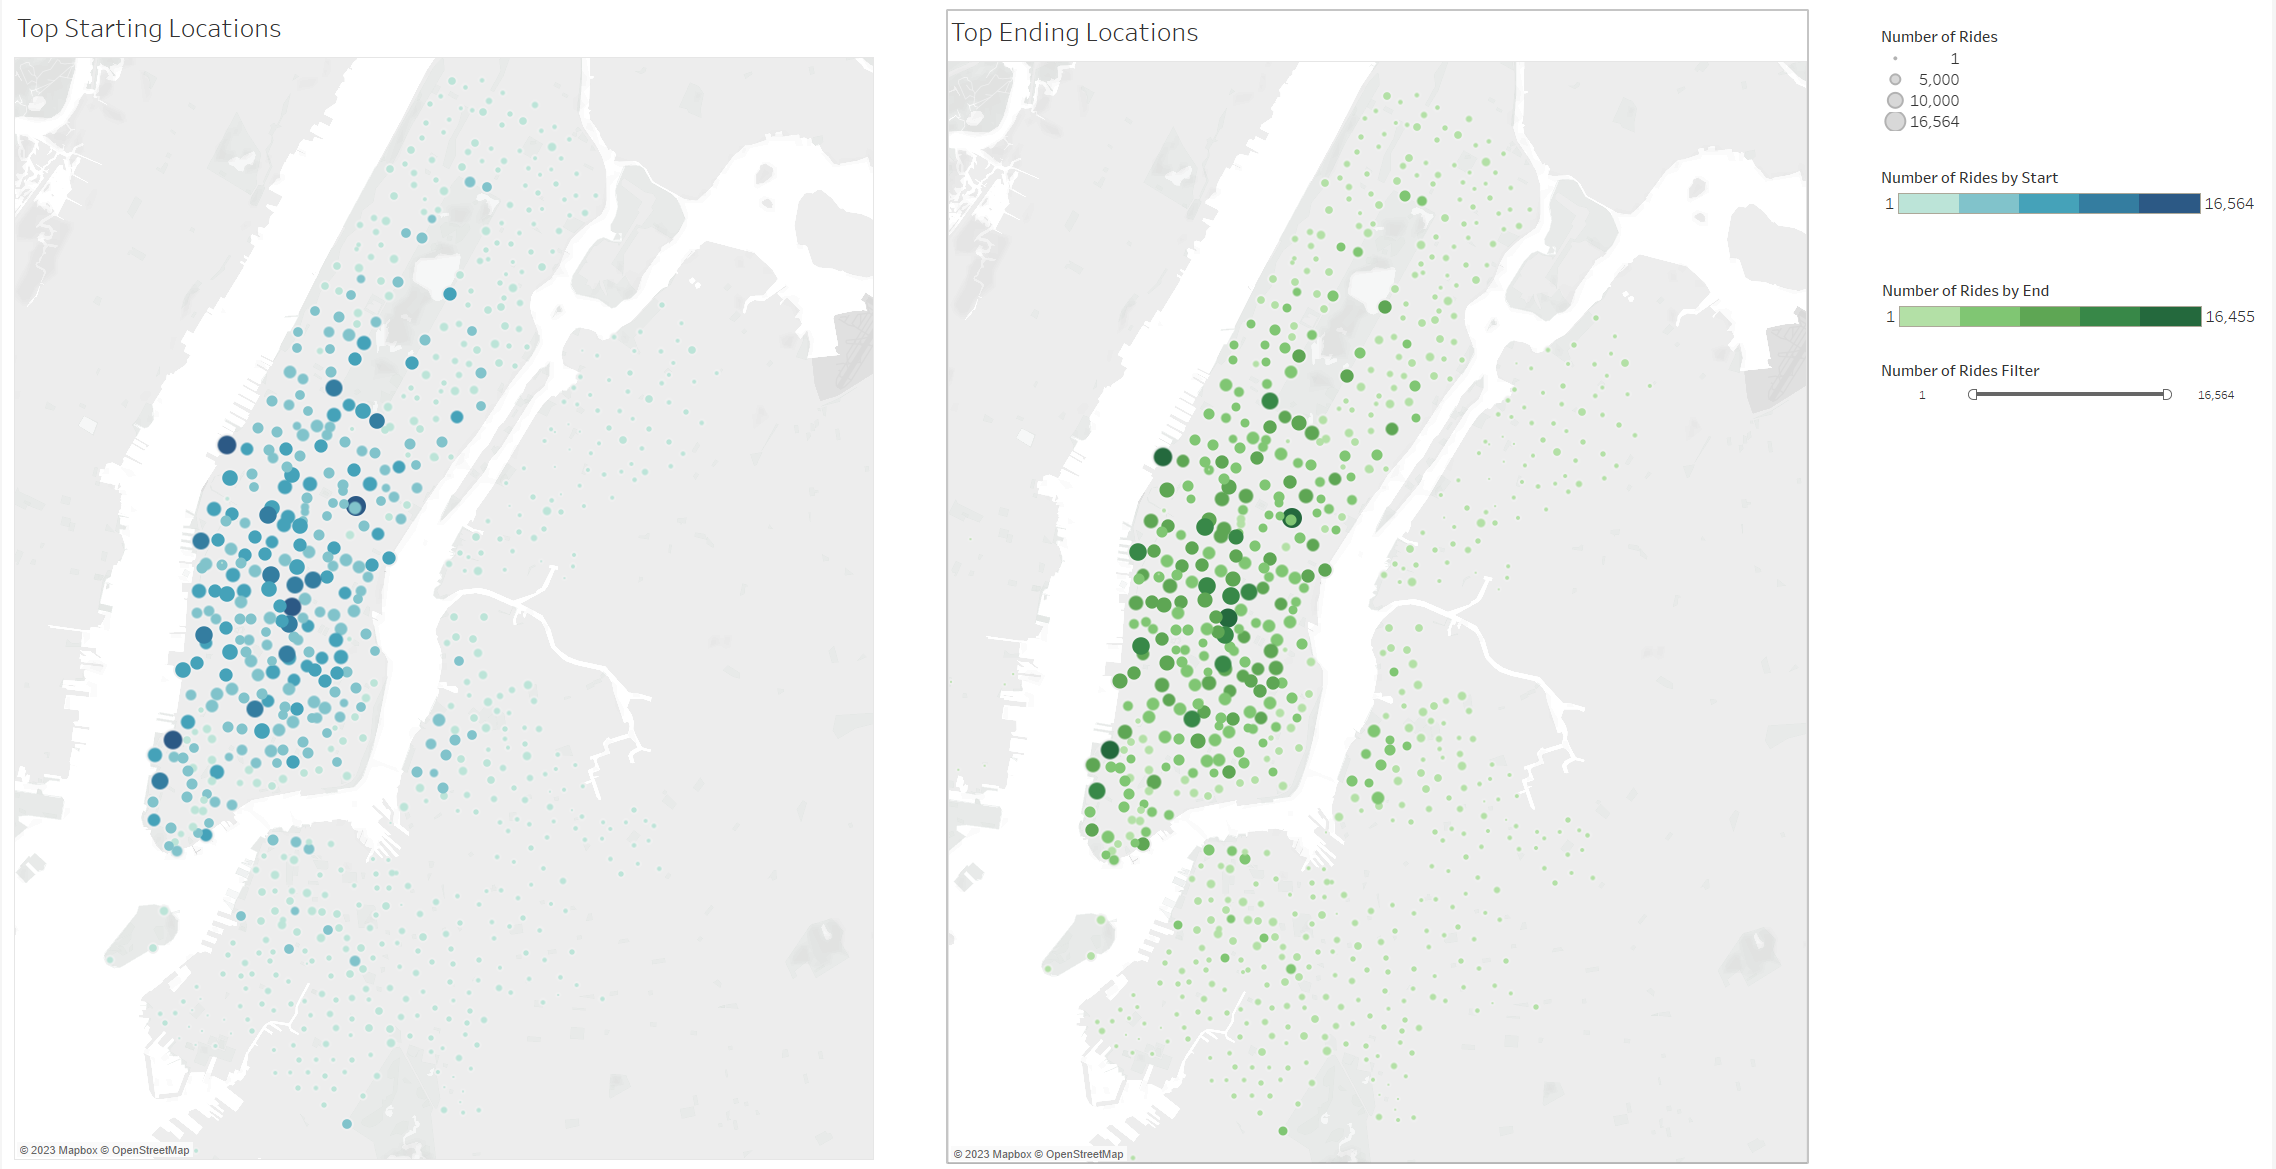 Top Starting Locations
© 2023 Mapbox © OpenStreetMap
Top Ending Locations
© 2023 Mapbox © OpenStreetMap
Number of Rides
1
5,000
10,000
16,564
Number of Rides by Start
1 16,564
Number of Rides by End
1 16,455
Number of Rides Filter
1 16,564